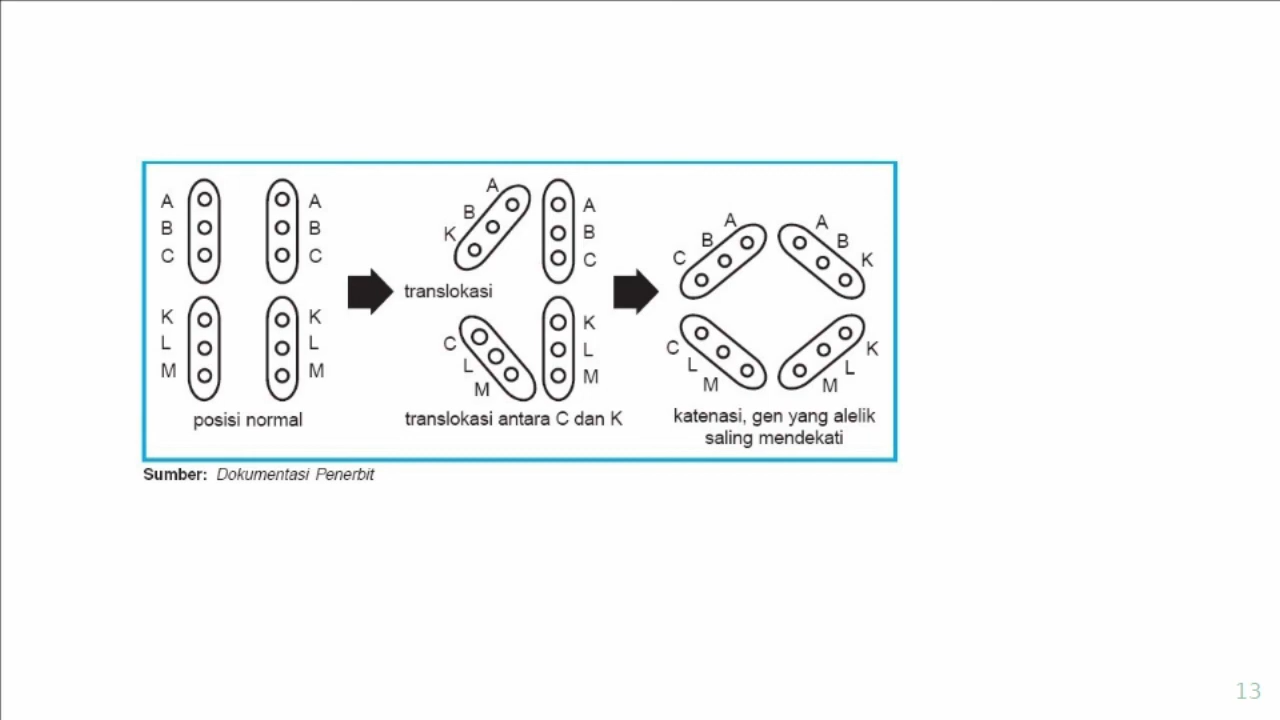 A A
B B
C C
K K
L L
M M
posisi normal
A
B
K
A
B
C
translokasi
C
L
M
K
L
M
translokasi antara C dan K
A
B
C
A
B
K
C
L
M
K
L
M
katenasi, gen yang alelik
saling mendekati
Sumber: Dokumentasi Penerbit
13